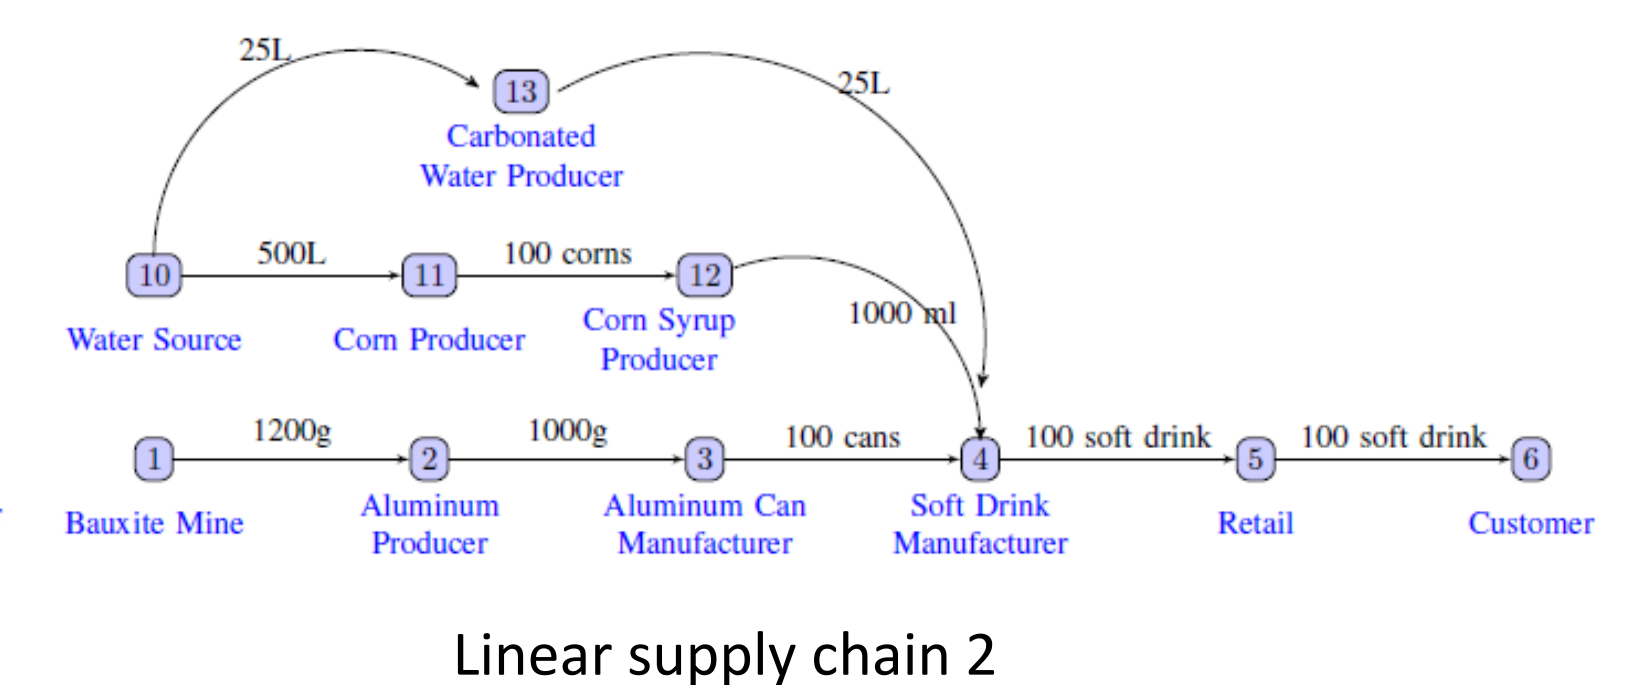 25L
13
25L
Carbonated
Water Producer
500L
100 corns
10
11
12
1000 ml
Water Source
Corn Producer
Corn Syrup
Producer
1200g
1000g
100 cans
100 soft drink
100 soft drink
1
2
3
4
5
6
Bauxite Mine
Aluminum
Producer
Aluminum Can
Manufacturer
Soft Drink
Manufacturer
Retail
Customer
Linear supply chain 2